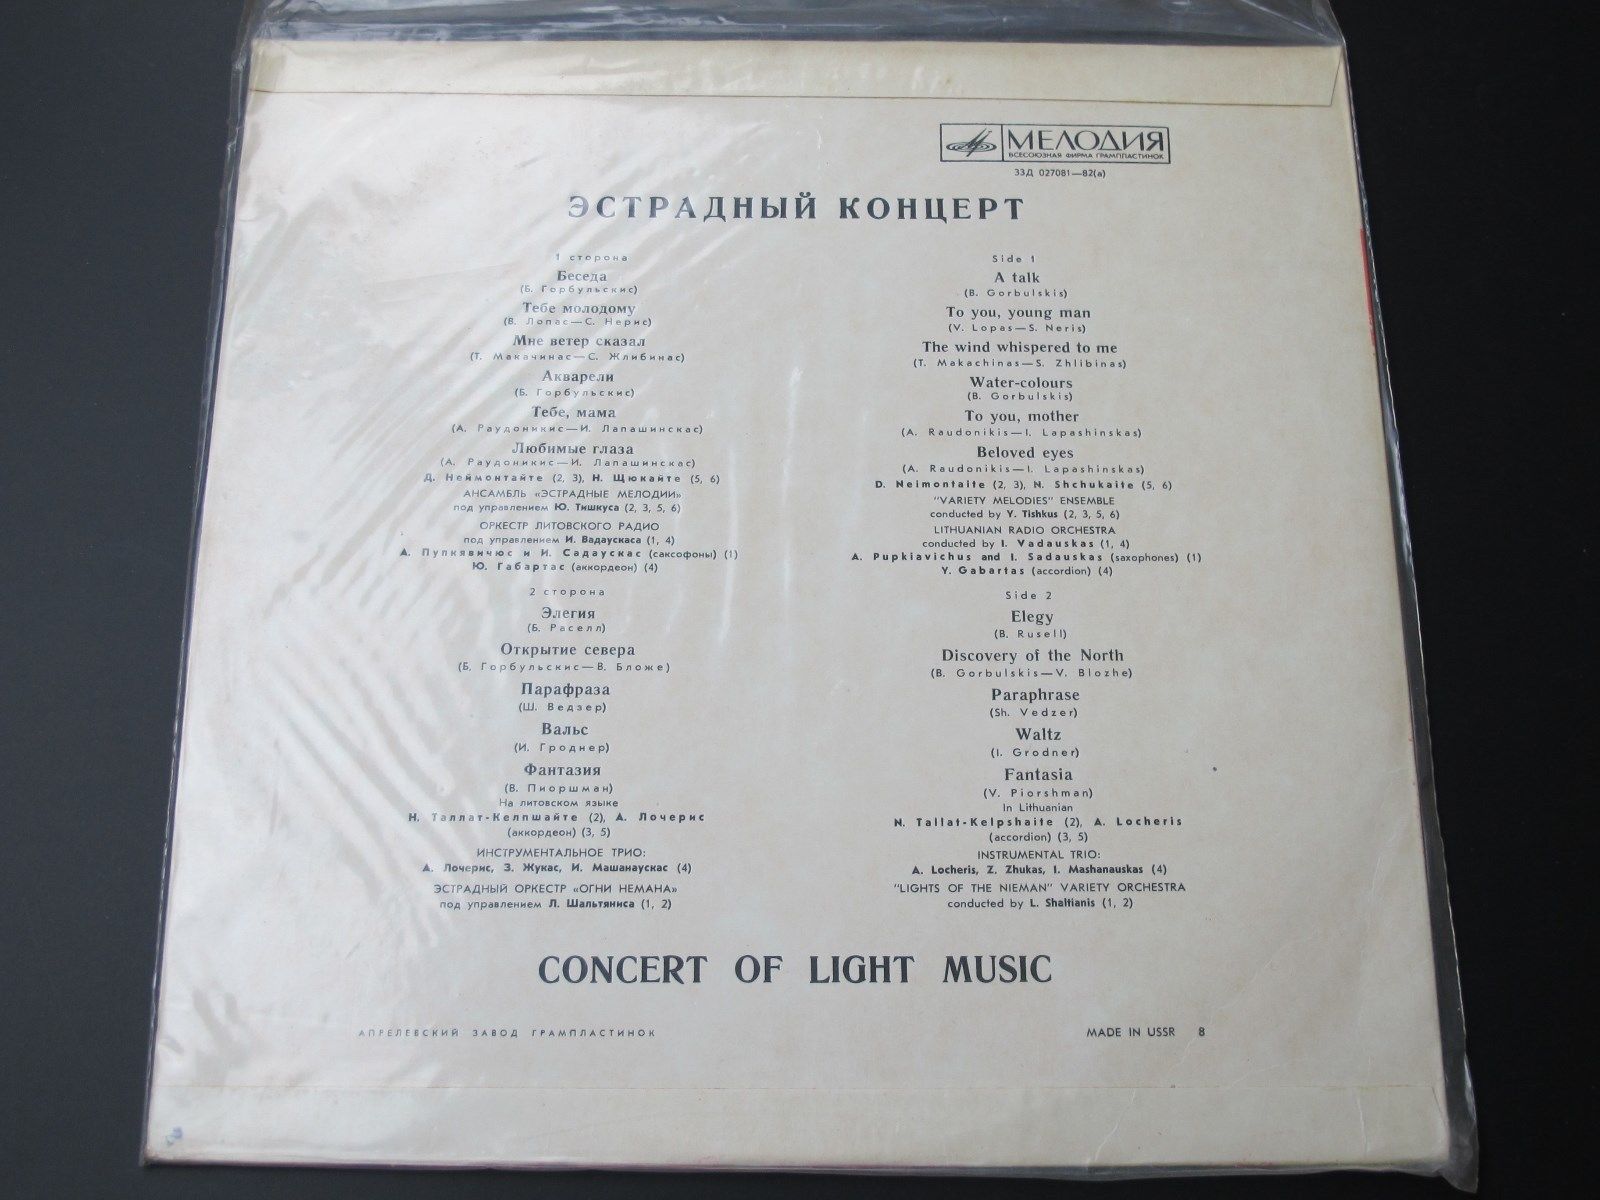 МЕЛОДИЯ
ВСЕСОЮЗНАЯ ФИРМА ГРАМПЛАСТИНОК
33Д 027081—82(а)
ЭСТРАДНЫЙ КОНЦЕРТ
1 сторона
Беседа
(Б. Горбульскис)
Тебе молодому
(В. Лопас—С. Нерис)
Мне ветер сказал
(Т. Макачинас—С. Жлибинас)
Акварели
(Б. Горбульскис)
Тебе, мама
(А. Раудоникис—И. Лапашинскас)
Любимые глаза
(А. Раудоникис—И. Лапашинскас)
Д. Неймонтайте (2, 3), Н. Щюкайте (5, 6)
АНСАМБЛЬ «ЭСТРАДНЫЕ МЕЛОДИИ»
под управлением Ю. Тишкуса (2, 3, 5, 6)
ОРКЕСТР ЛИТОВСКОГО РАДИО
под управлением И. Вадаускаса (1, 4)
А. Пупкявичюс и И. Садаускас (саксофоны) (1)
Ю. Габартас (аккордеон) (4)
2 сторона
Элегия
(Б. Раселл)
Открытие севера
(Б. Горбульскис—В. Бложе)
Парафраза
(Ш. Ведзер)
Вальс
(И. Гроднер)
Фантазия
(В. Пиоршман)
На литовском языке
Н. Таллат-Келпшайте (2), А. Лочерис
(аккордеон) (3, 5)
ИНСТРУМЕНТАЛЬНОЕ ТРИО:
А. Лочерис, З. Жукас, И. Машанаускас (4)
ЭСТРАДНЫЙ ОРКЕСТР «ОГНИ НЕМАНА»
под управлением Л. Шальтяниса (1, 2)
Side 1
A talk
(B. Gorbulskis)
To you, young man
(V. Lopas—S. Neris)
The wind whispered to me
(T. Makachinas—S. Zhlibinas)
Water-colours
(B. Gorbulskis)
To you, mother
(A. Raudonikis—I. Lapashinskas)
Beloved eyes
(A. Raudonikis—I. Lapashinskas)
D. Neimontaite (2, 3), N. Shchukaite (5, 6)
"VARIETY MELODIES" ENSEMBLE
conducted by Y. Tishkus (2, 3, 5, 6)
LITHUANIAN RADIO ORCHESTRA
conducted by I. Vadauskas (1, 4)
A. Pupkiavichus and I. Sadauskas (saxophones) (1)
Y. Gabartas (accordion) (4)
Side 2
Elegy
(B. Rusell)
Discovery of the North
(B. Gorbulskis—V. Blozhe)
Paraphrase
(Sh. Vedzer)
Waltz
(I. Grodner)
Fantasia
(V. Piorshman)
In Lithuanian
N. Tallat-Kelpshaite (2), A. Locheris
(accordion) (3, 5)
INSTRUMENTAL TRIO:
A. Locheris, Z. Zhukas, I. Mashanauskas (4)
"LIGHTS OF THE NIEMAN" VARIETY ORCHESTRA
conducted by L. Shaltianis (1, 2)
CONCERT OF LIGHT MUSIC
АПРЕЛЕВСКИЙ ЗАВОД ГРАМПЛАСТИНОК
MADE IN USSR 8